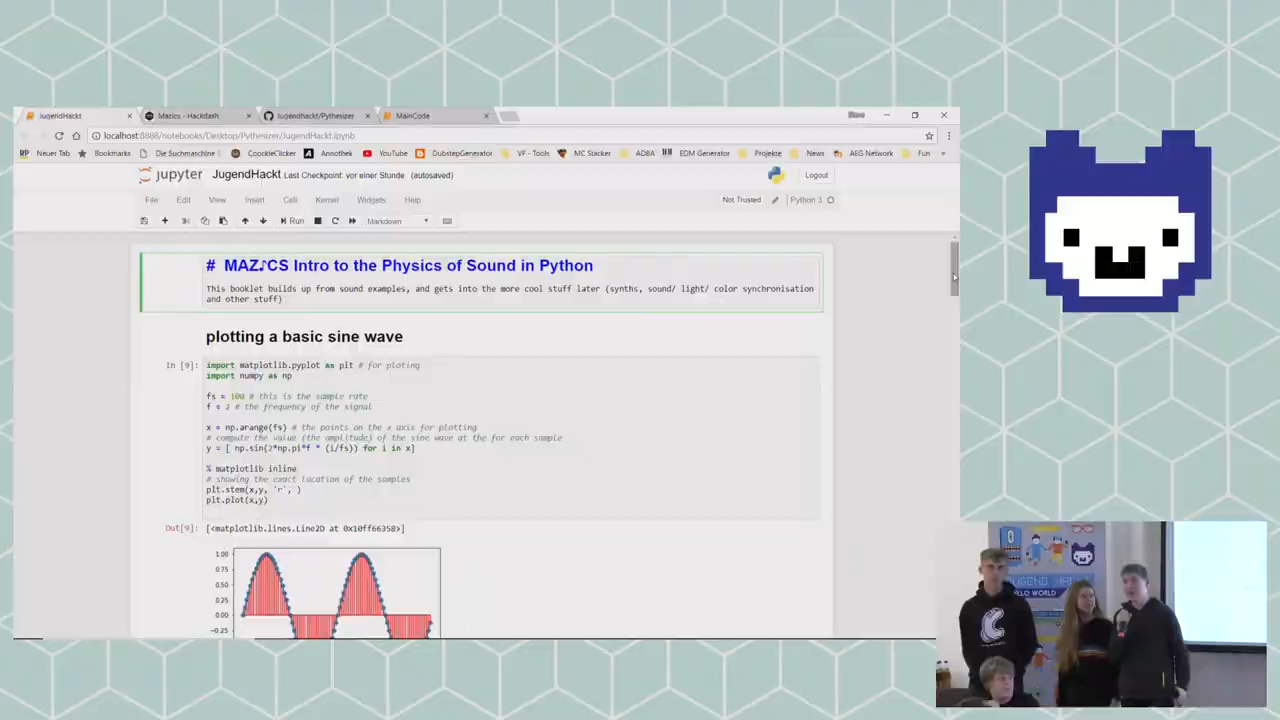 JugendHackt
Mazics - Hackdash
Jugendhackt/Pythesizer
MainCode
localhost:8888/notebooks/Desktop/Pythesizer/JugendHackt.ipynb
Neuer Tab
Bookmarks
Die Suchmaschine
CookieClicker
Annothek
YouTube
DubstepGenerator
VF - Tools
MC Stacker
EDM Generator
Projekte
News
AEG Network
Fun
jupyter JugendHackt Last Checkpoint: vor einer Stunde (autosaved)
Logout
File Edit View Insert Cell Kernel Widgets Help
Not Trusted Python 3
Run Markdown
# MAZ♪CS Intro to the Physics of Sound in Python
This booklet builds up from sound examples, and gets into the more cool stuff later (synths, sound/ light/ color synchronisation
and other stuff)
plotting a basic sine wave
In [9]: import matplotlib.pyplot as plt # for ploting
import numpy as np
fs = 100 # this is the sample rate
f = 2 # the frequency of the signal
x = np.arange(fs) # the points on the x axis for plotting
# compute the value (the amplitude) of the sine wave at the for each sample
y = [ np.sin(2*np.pi*f * (i/fs)) for i in x]
% matplotlib inline
# showing the exact location of the samples
plt.stem(x,y, 'r', )
plt.plot(x,y)
Out[9]: [<matplotlib.lines.Line2D at 0x10ff66358>]
1.00
0.75
0.50
0.25
0.00
−0.25
HELLO WORLD